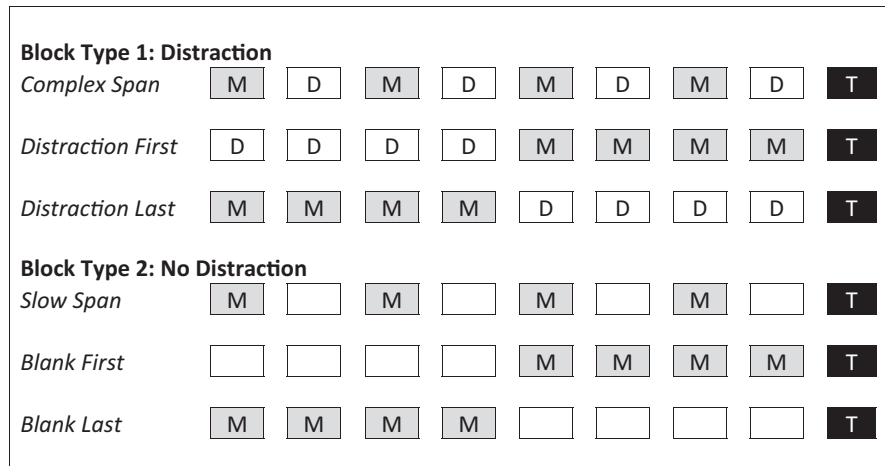 Block Type 1: Distraction
Complex Span M D M D M D M D T
Distraction First D D D D M M M M T
Distraction Last M M M M D D D D T
Block Type 2: No Distraction
Slow Span M M M M T
Blank First M M M M T
Blank Last M M M M T